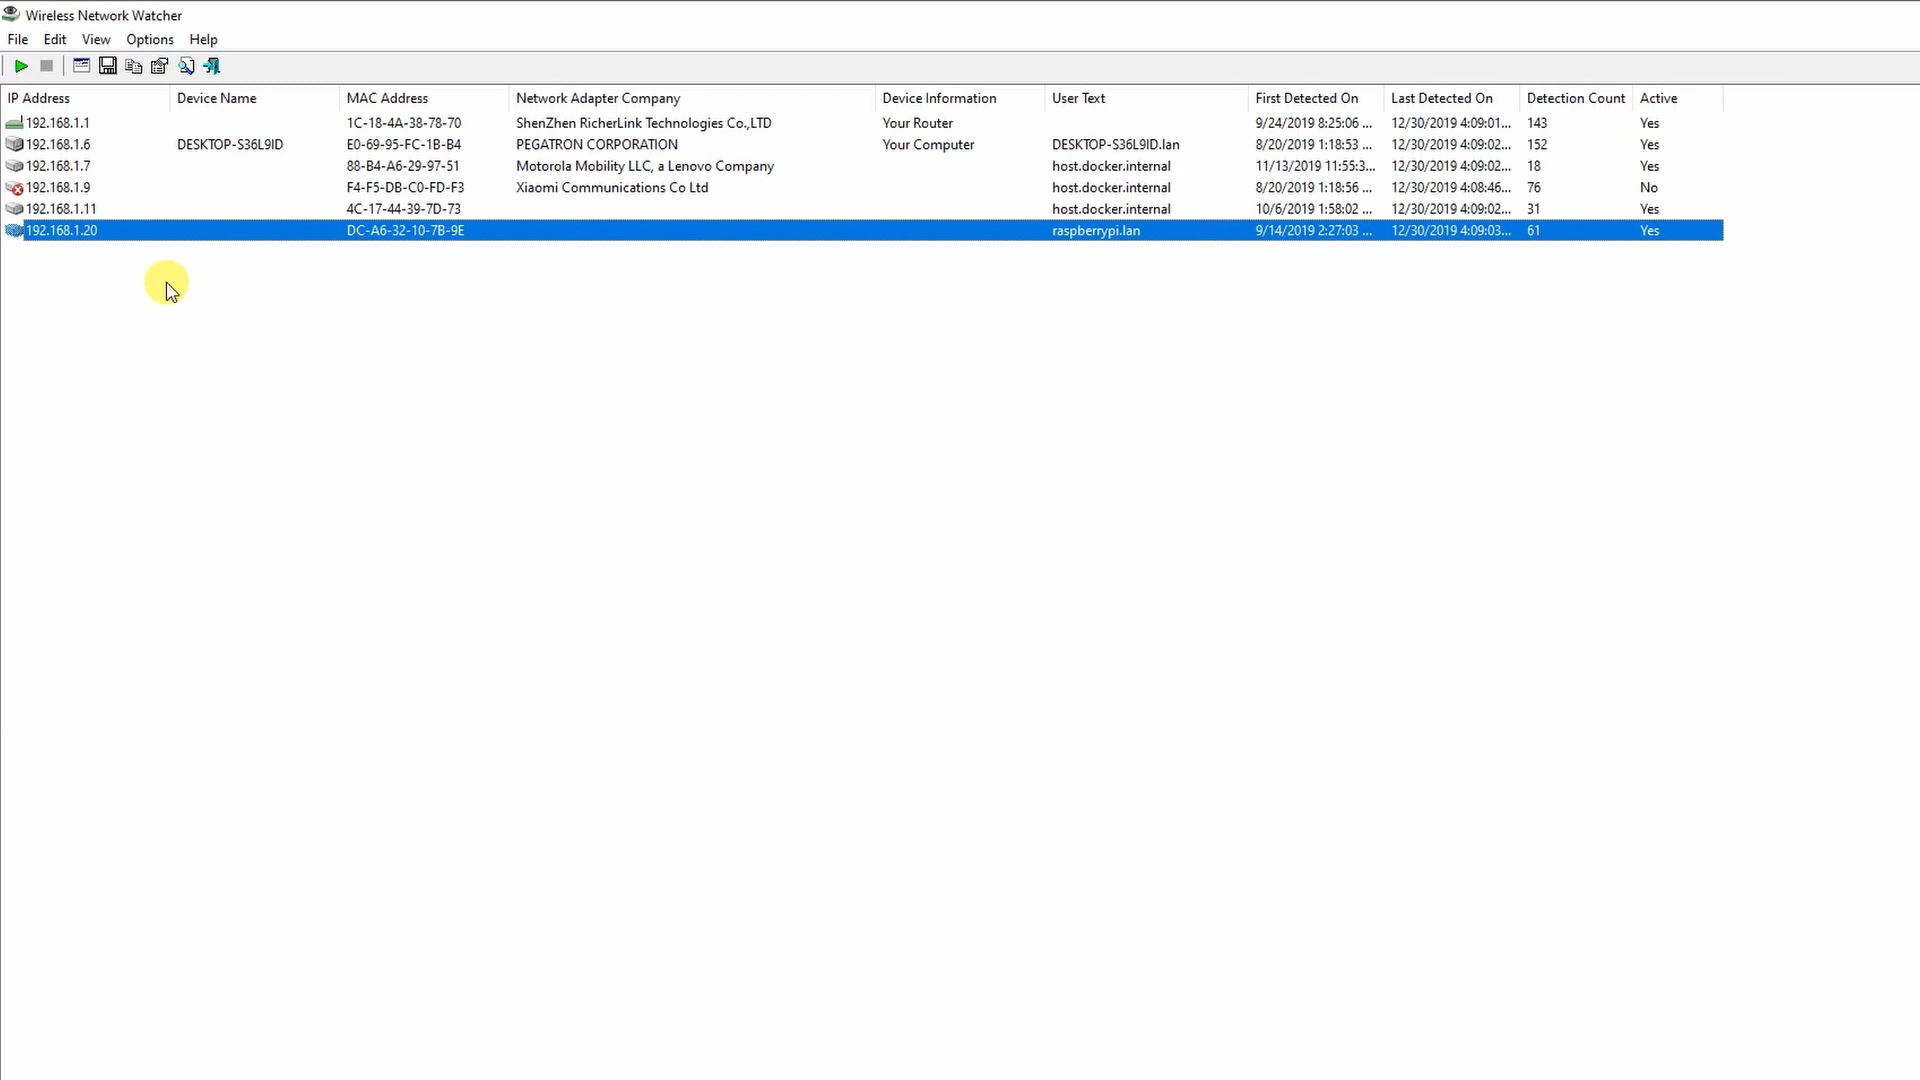 Wireless Network Watcher
File Edit View Options Help
IP Address Device Name MAC Address Network Adapter Company Device Information User Text First Detected On Last Detected On Detection Count Active
192.168.1.1 1C-18-4A-38-78-70 ShenZhen RicherLink Technologies Co.,LTD Your Router 9/24/2019 8:25:06 ... 12/30/2019 4:09:01... 143 Yes
192.168.1.6 DESKTOP-S36L9ID E0-69-95-FC-1B-B4 PEGATRON CORPORATION Your Computer DESKTOP-S36L9ID.lan 8/20/2019 1:18:53 ... 12/30/2019 4:09:02... 152 Yes
192.168.1.7 88-B4-A6-29-97-51 Motorola Mobility LLC, a Lenovo Company host.docker.internal 11/13/2019 11:55:3... 12/30/2019 4:09:02... 18 Yes
192.168.1.9 F4-F5-DB-C0-FD-F3 Xiaomi Communications Co Ltd host.docker.internal 8/20/2019 1:18:56 ... 12/30/2019 4:08:46... 76 No
192.168.1.11 4C-17-44-39-7D-73 host.docker.internal 10/6/2019 1:58:02 ... 12/30/2019 4:09:02... 31 Yes
192.168.1.20 DC-A6-32-10-7B-9E raspberrypi.lan 9/14/2019 2:27:03 ... 12/30/2019 4:09:03... 61 Yes